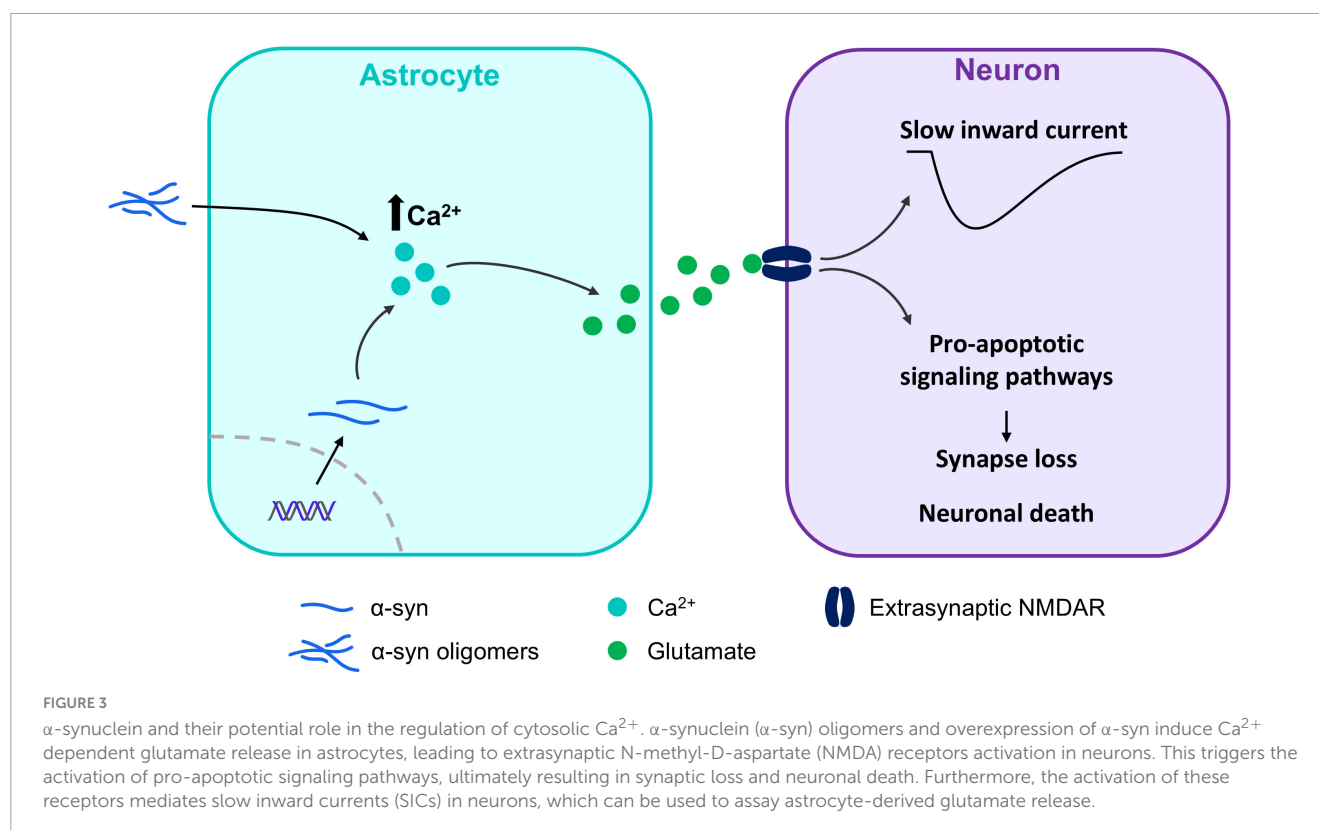 Astrocyte
Neuron
Slow inward current
Ca²⁺
Pro-apoptotic
signaling pathways
Synapse loss
Neuronal death
α-syn
Ca²⁺
Extrasynaptic NMDAR
α-syn oligomers
Glutamate
FIGURE 3
α-synuclein and their potential role in the regulation of cytosolic Ca²⁺. α-synuclein (α-syn) oligomers and overexpression of α-syn induce Ca²⁺
dependent glutamate release in astrocytes, leading to extrasynaptic N-methyl-D-aspartate (NMDA) receptors activation in neurons. This triggers the
activation of pro-apoptotic signaling pathways, ultimately resulting in synaptic loss and neuronal death. Furthermore, the activation of these
receptors mediates slow inward currents (SICs) in neurons, which can be used to assay astrocyte-derived glutamate release.